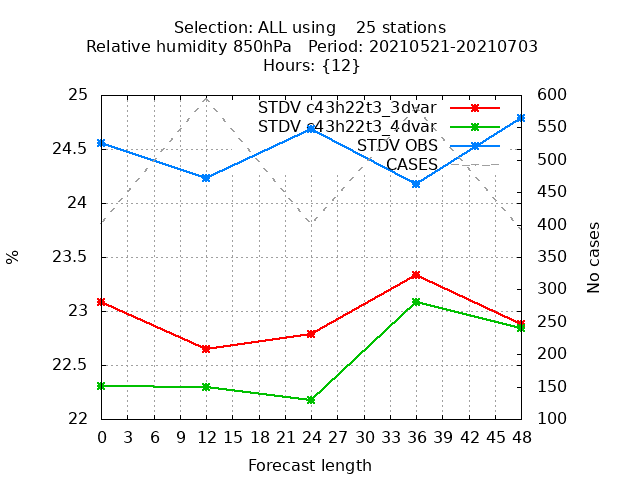 Selection: ALL using 25 stations
Relative humidity 850hPa Period: 20210521-20210703
Hours: {12}
STDV c43h22t3_3dvar
STDV c43h22t3_4dvar
STDV OBS
CASES
25
24.5
24
23.5
23
22.5
22
600
550
500
450
400
350
300
250
200
150
100
%
No cases
0 3 6 9 12 15 18 21 24 27 30 33 36 39 42 45 48
Forecast length